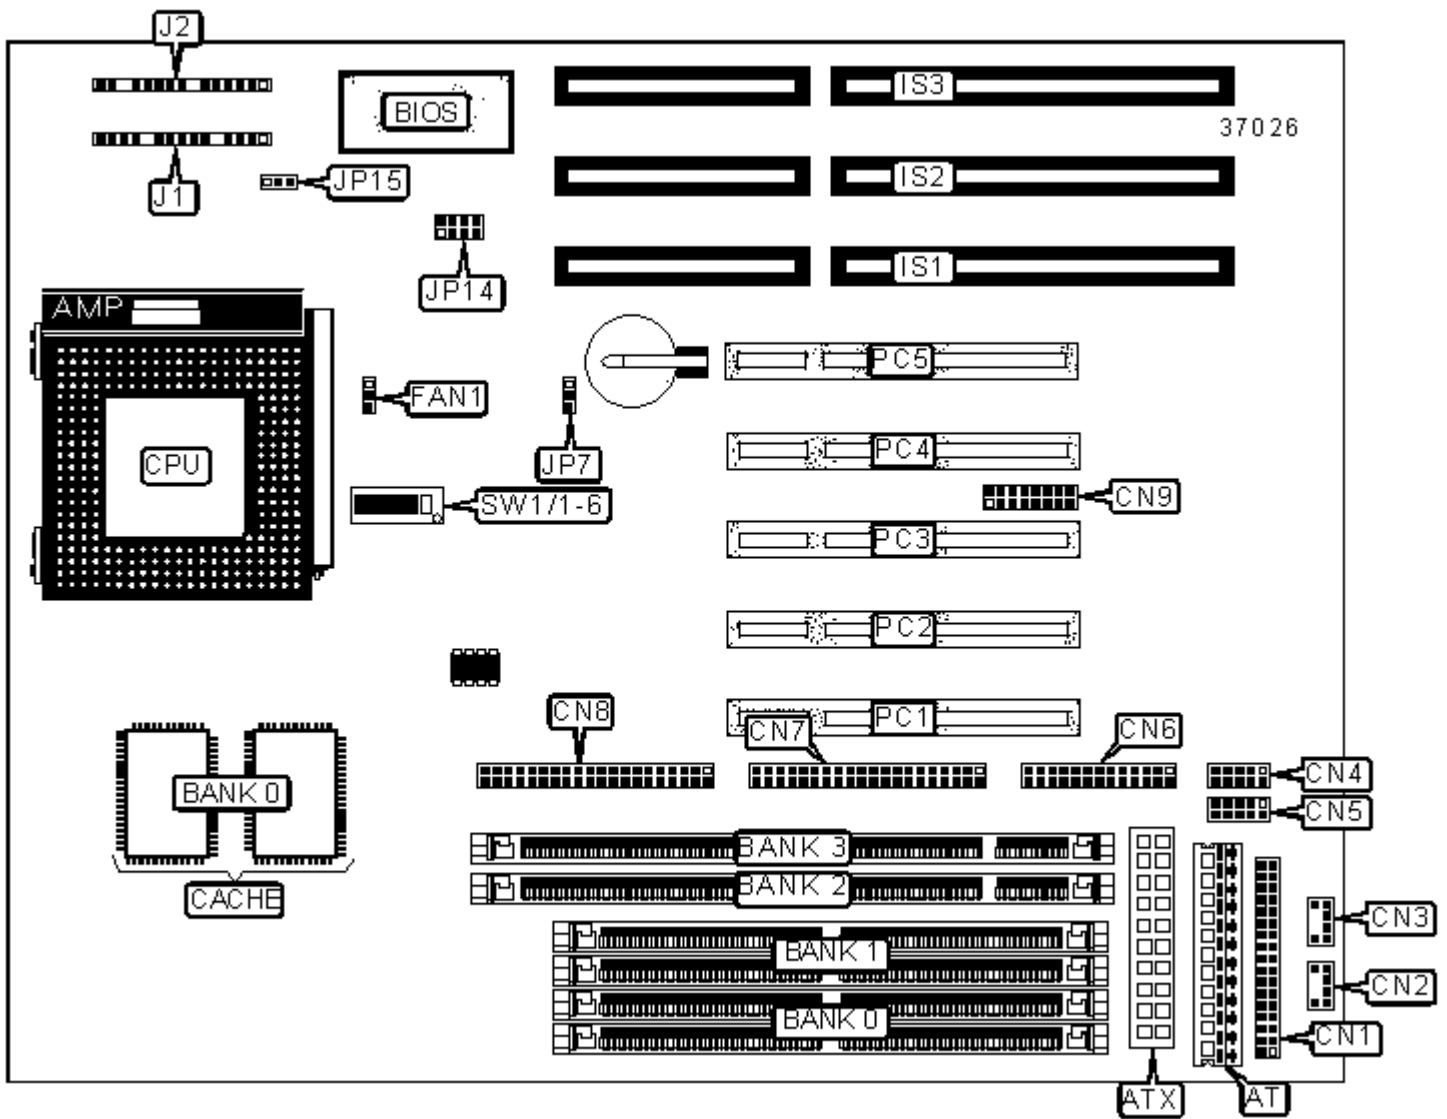 J2
IS3
BIOS
37026
IS2
JP15
J1
IS1
JP14
AMP
PC5
FAN1
PC4
CPU
JP7
SW1/1-6
CN9
PC3
PC2
CN8
PC1
CN7
CN6
CN4
BANK 0
CN5
BANK 3
BANK 2
CACHE
CN3
BANK 1
CN2
BANK 0
CN1
ATX
AT